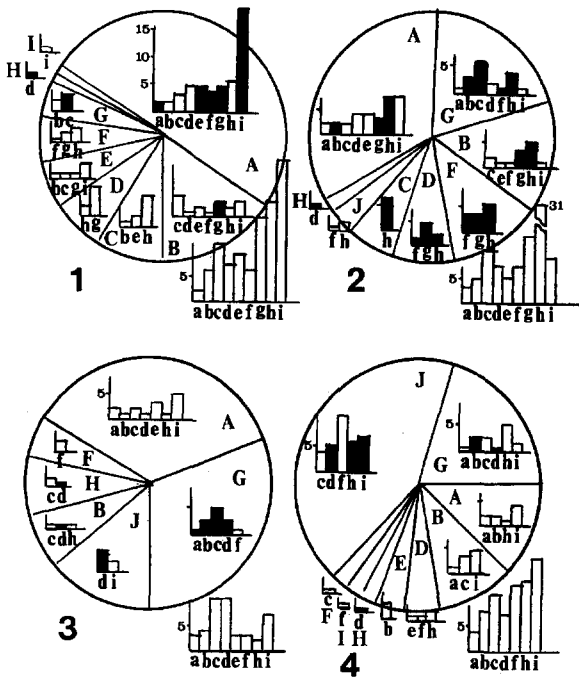 15
10
5
abcdefghi
A
I
i
H
d
G
bc
F
fgh
E
bcgi
D
hg
C
beh
B
cdefghi
5
abcdefghi
1
A
5
abcdfhi
G
abcdeghi
B
cefghi
F
fgh
D
fgh
C
h
J
fh
H
d
31
5
abcdefghi
2
5
abcdehi
A
F
f
H
cd
B
cdh
J
di
G
abcdf
5
abcdefhi
3
J
5
cdfhi
5
abcdhi
G
A
abhi
B
aci
D
efh
E
b
c
F
f
I
d
H
5
abcdfhi
4